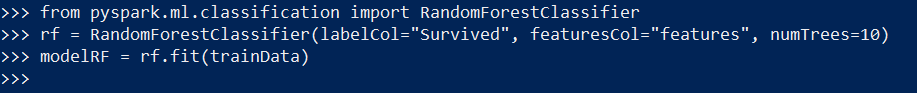 >>> from pyspark.ml.classification import RandomForestClassifier
>>> rf = RandomForestClassifier(labelCol="Survived", featuresCol="features", numTrees=10)
>>> modelRF = rf.fit(trainData)
>>>